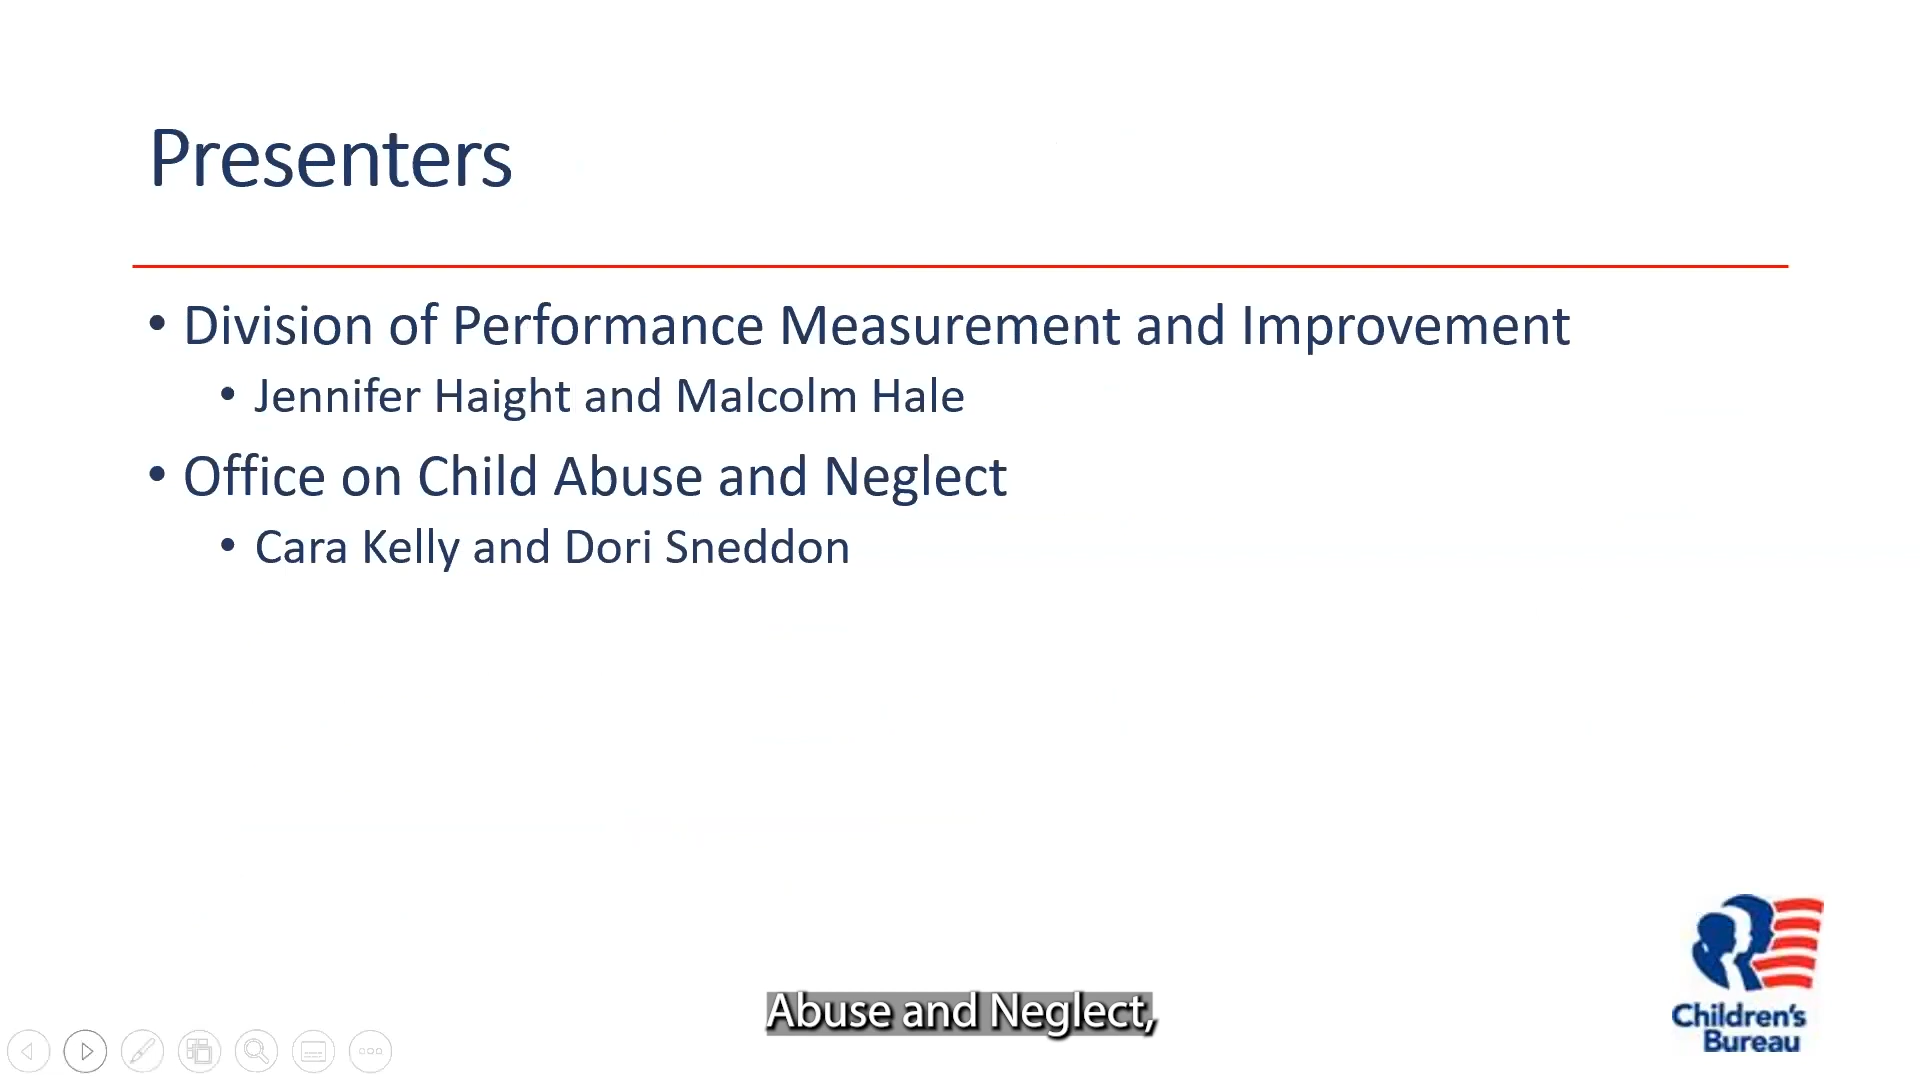 Presenters
• Division of Performance Measurement and Improvement
• Jennifer Haight and Malcolm Hale
• Office on Child Abuse and Neglect
• Cara Kelly and Dori Sneddon
Abuse and Neglect,
Children's
Bureau